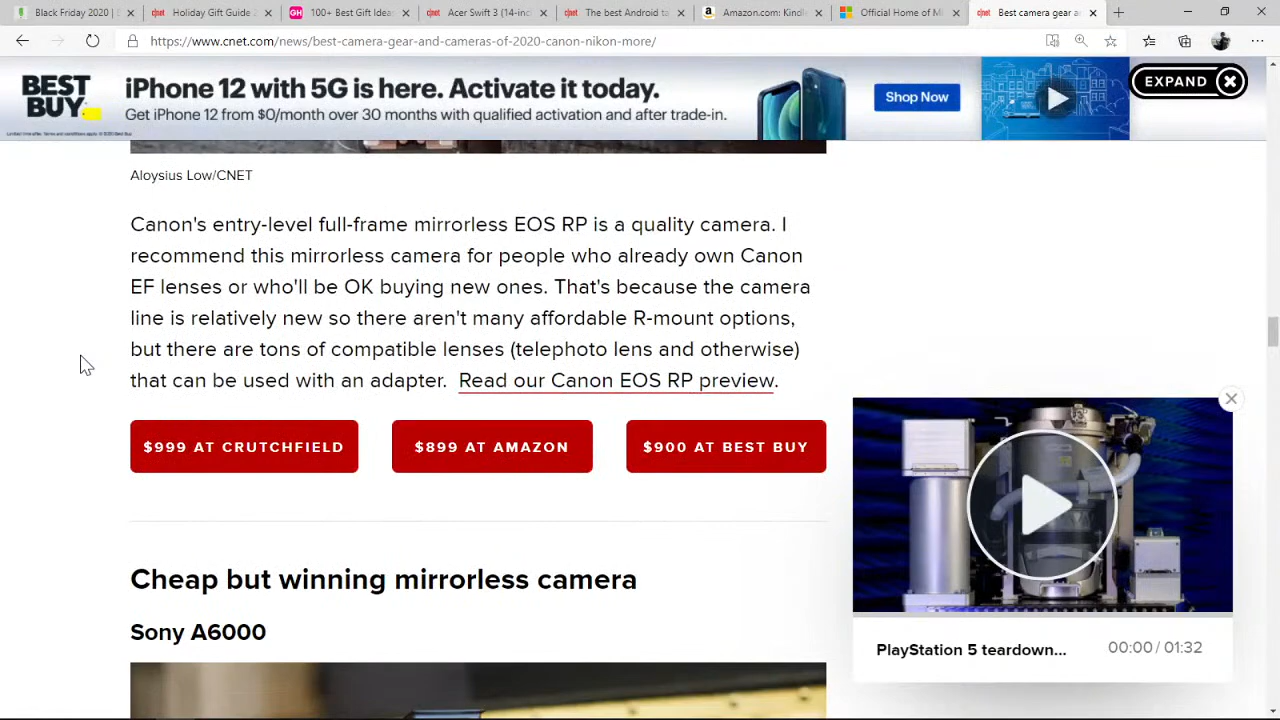 Black Friday 2020 |
Holiday Gift Guide 2
100+ Best Gift Ideas
Acer Swift 3 (14-inch
The best Android ta
Amazon.com: Kindle
Official Home of Mi
Best camera gear an
https://www.cnet.com/news/best-camera-gear-and-cameras-of-2020-canon-nikon-more/
BEST
BUY
iPhone 12 with 5G is here. Activate it today.
Get iPhone 12 from $0/month over 30 months with qualified activation and after trade-in.
Shop Now
EXPAND
Aloysius Low/CNET
Canon's entry-level full-frame mirrorless EOS RP is a quality camera. I
recommend this mirrorless camera for people who already own Canon
EF lenses or who'll be OK buying new ones. That's because the camera
line is relatively new so there aren't many affordable R-mount options,
but there are tons of compatible lenses (telephoto lens and otherwise)
that can be used with an adapter. Read our Canon EOS RP preview.
$999 AT CRUTCHFIELD
$899 AT AMAZON
$900 AT BEST BUY
Cheap but winning mirrorless camera
Sony A6000
PlayStation 5 teardown...
00:00 / 01:32